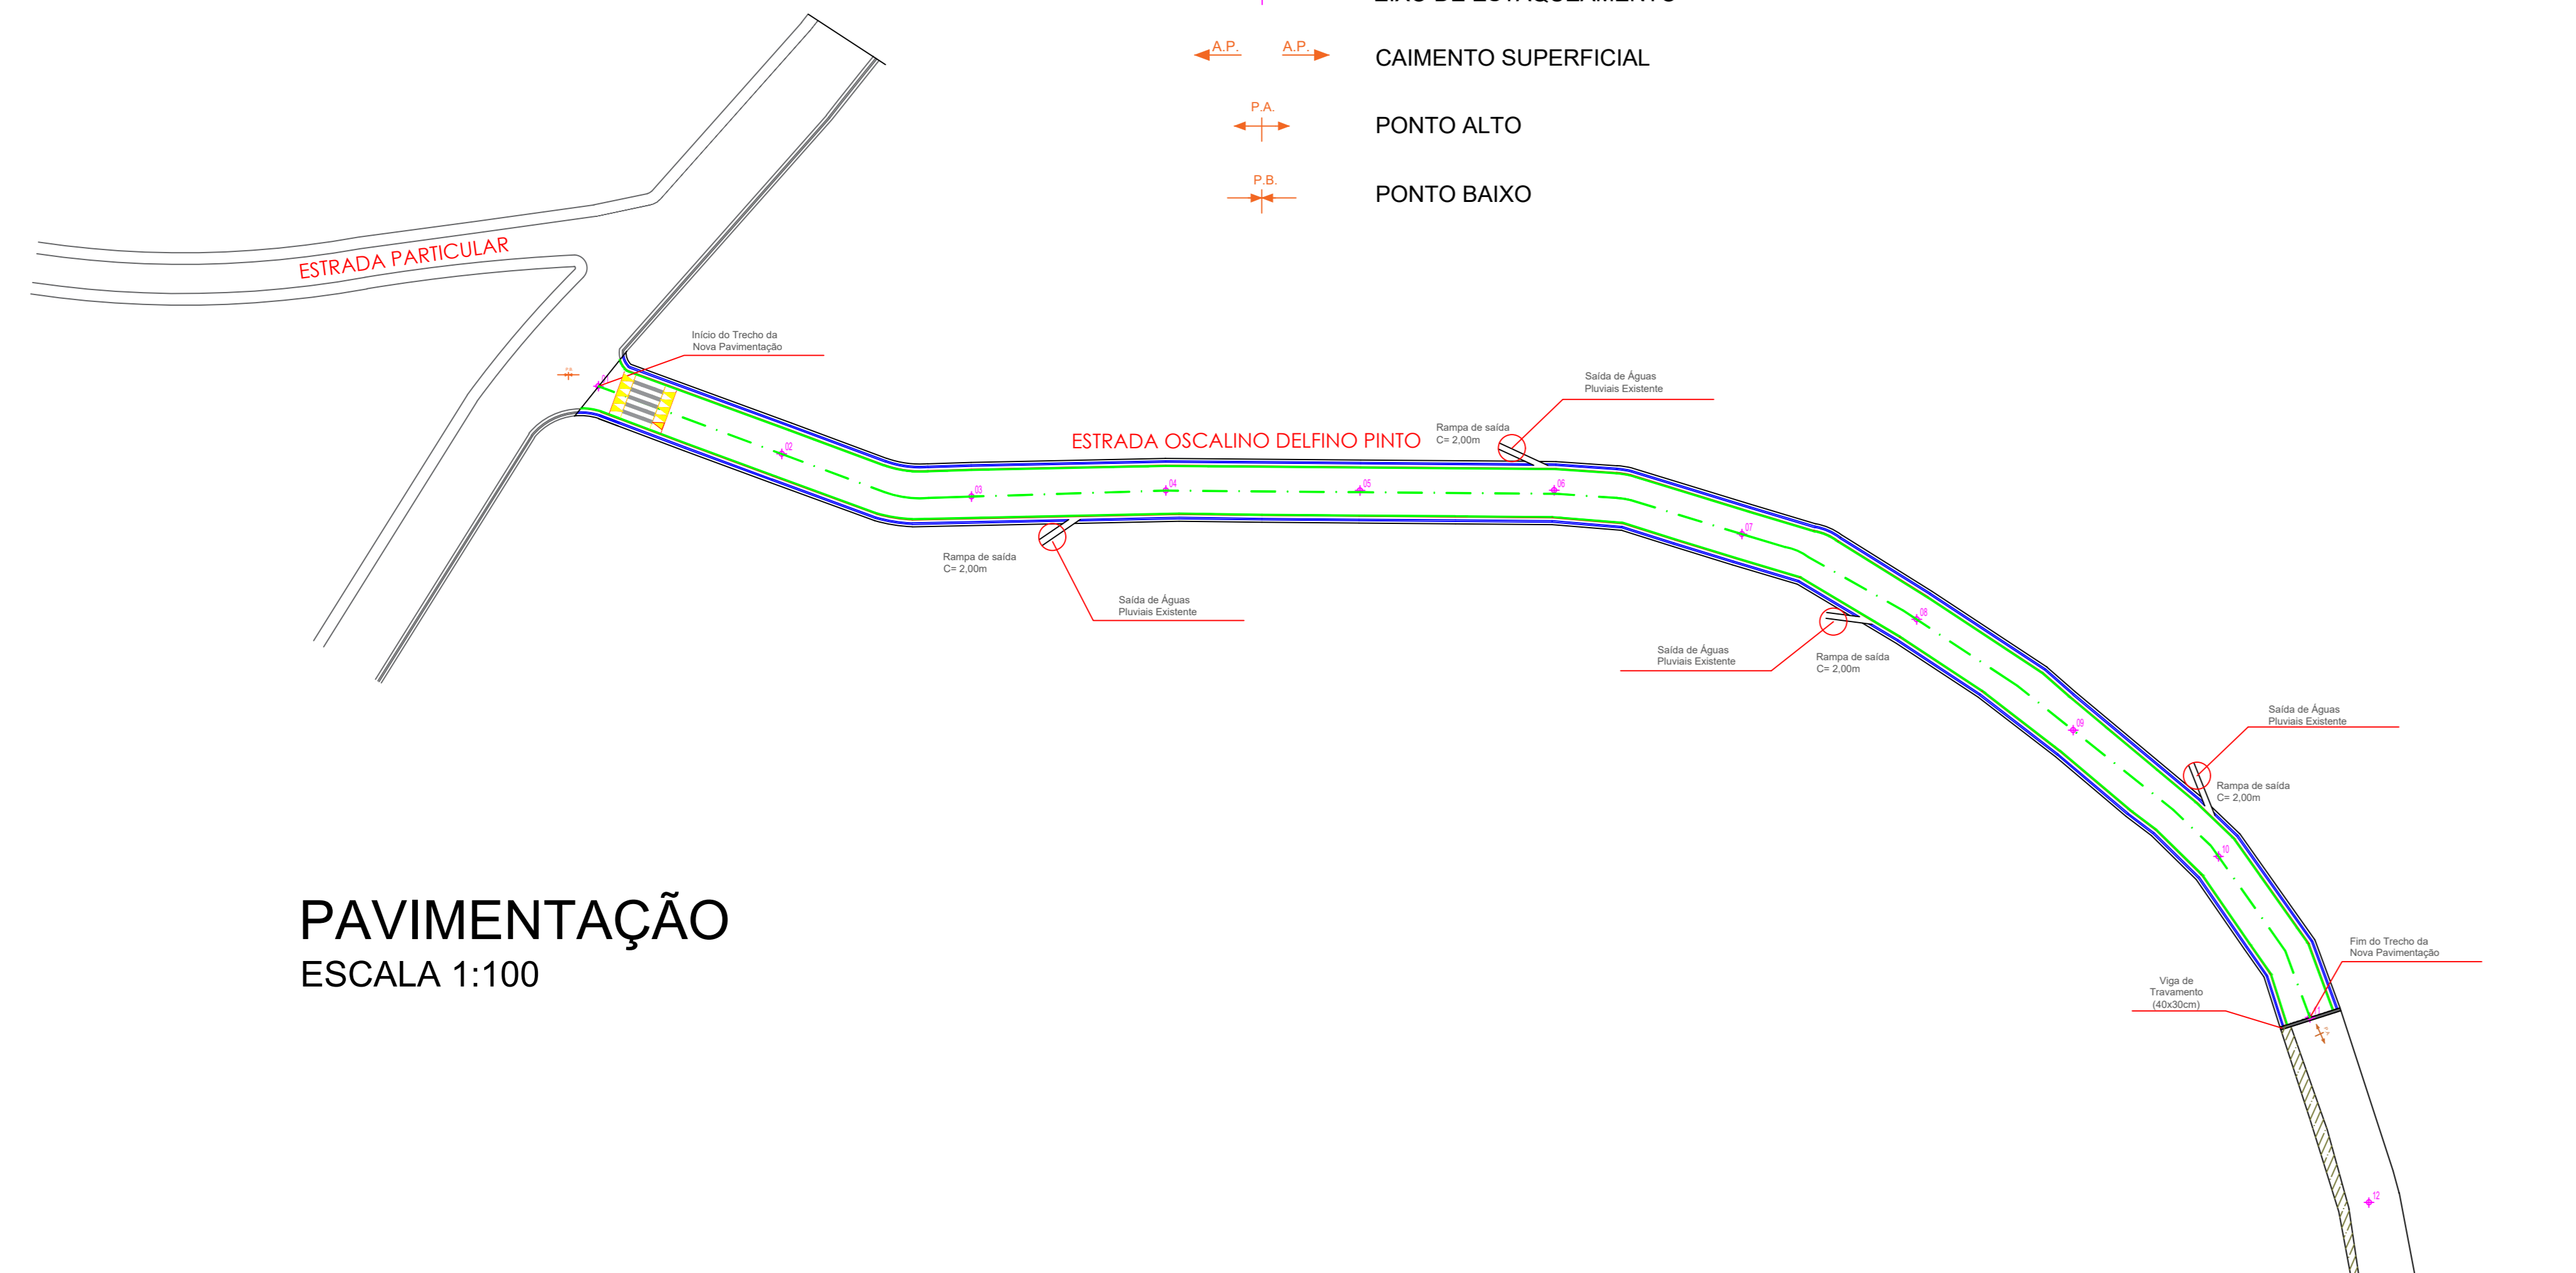 A.P.
A.P.
CAIMENTO SUPERFICIAL
P.A.
PONTO ALTO
P.B.
PONTO BAIXO
ESTRADA PARTICULAR
Início do Trecho da
Nova Pavimentação
02
03
04
05
06
07
08
09
10
12
ESTRADA OSCALINO DELFINO PINTO
Rampa de saída
C= 2,00m
Saída de Águas
Pluviais Existente
Rampa de saída
C= 2,00m
Saída de Águas
Pluviais Existente
Saída de Águas
Pluviais Existente
Rampa de saída
C= 2,00m
Saída de Águas
Pluviais Existente
Rampa de saída
C= 2,00m
Fim do Trecho da
Nova Pavimentação
Viga de
Travamento
(40x30cm)
PAVIMENTAÇÃO
ESCALA 1:100